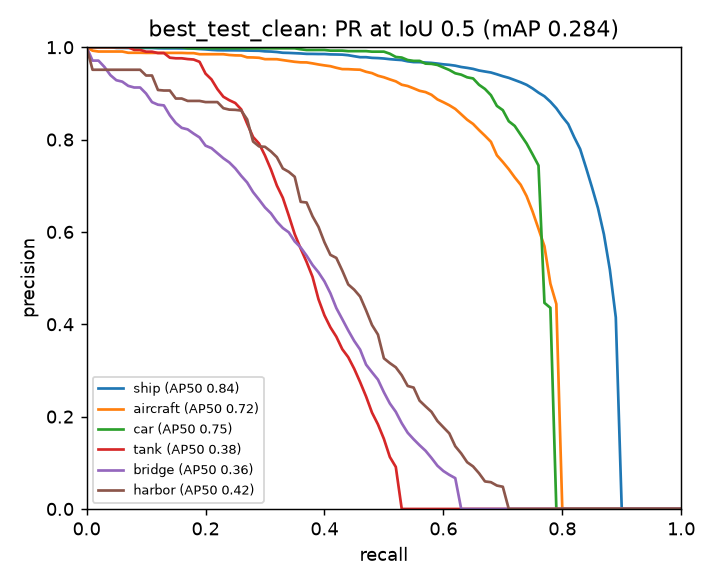 best_test_clean: PR at IoU 0.5 (mAP 0.284)
1.0
0.8
0.6
0.4
0.2
0.0
precision
ship (AP50 0.84)
aircraft (AP50 0.72)
car (AP50 0.75)
tank (AP50 0.38)
bridge (AP50 0.36)
harbor (AP50 0.42)
0.0 0.2 0.4 0.6 0.8 1.0
recall